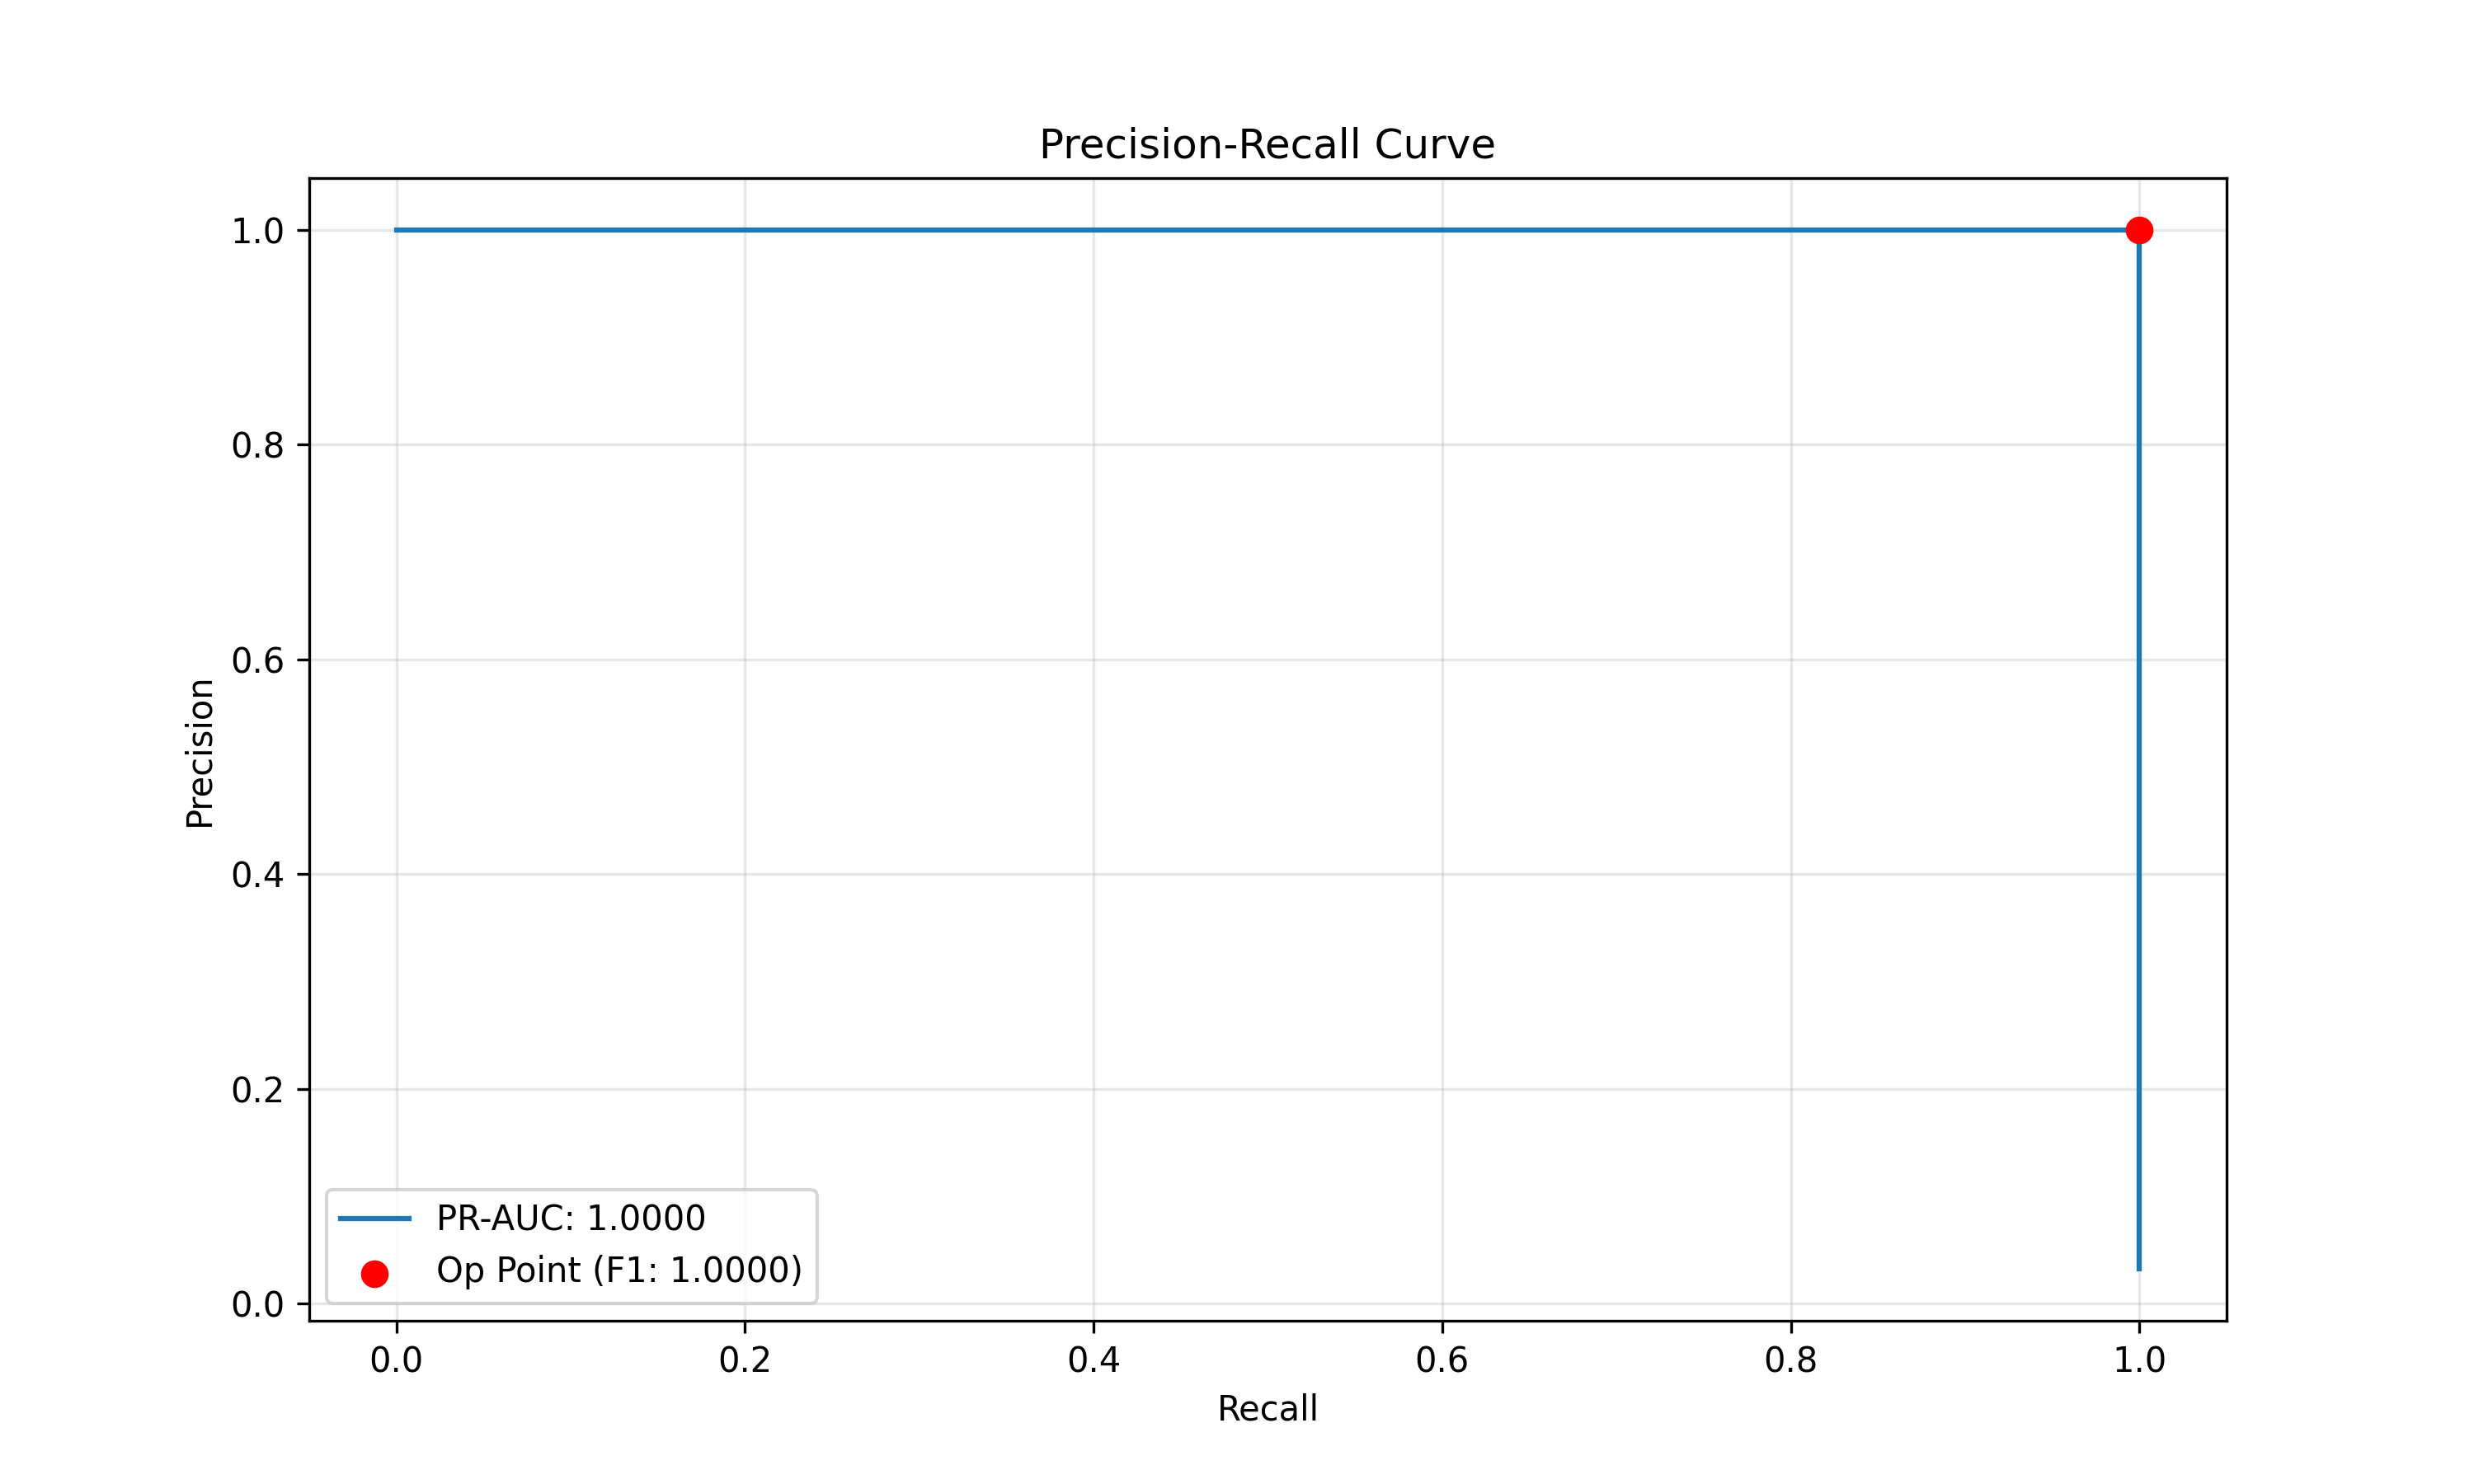 Precision-Recall Curve
Precision
1.0
0.8
0.6
0.4
0.2
0.0
PR-AUC: 1.0000
Op Point (F1: 1.0000)
0.0 0.2 0.4 0.6 0.8 1.0
Recall